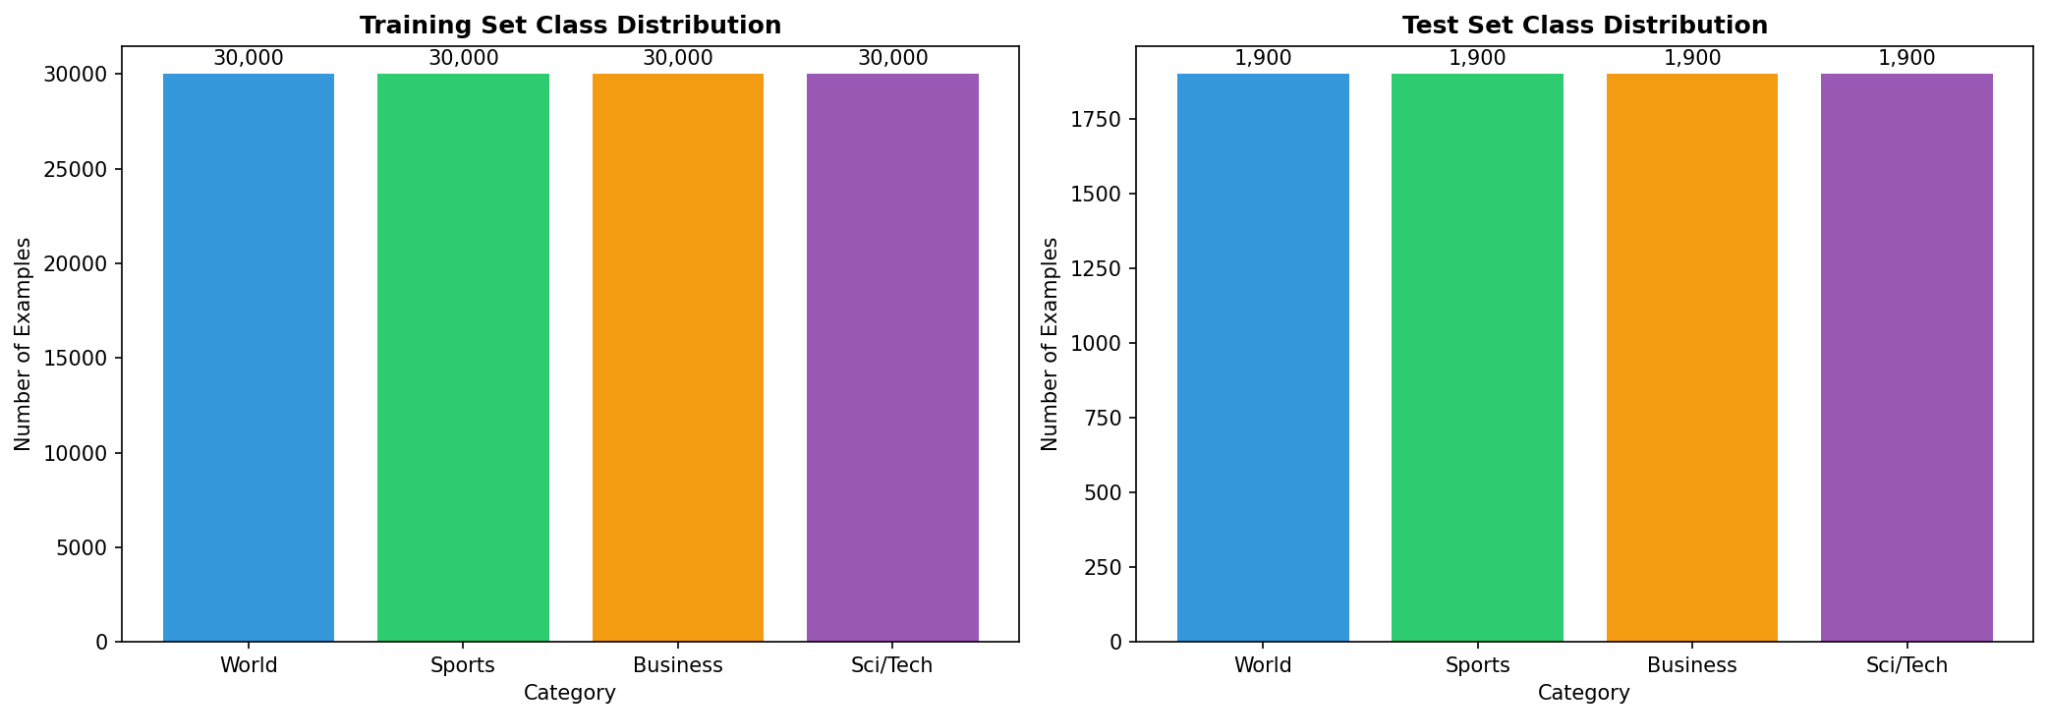 Training Set Class Distribution
30,000 30,000 30,000 30,000
30000
25000
20000
15000
10000
5000
0
Number of Examples
World Sports Business Sci/Tech
Category
Test Set Class Distribution
1,900 1,900 1,900 1,900
1750
1500
1250
1000
750
500
250
0
Number of Examples
World Sports Business Sci/Tech
Category